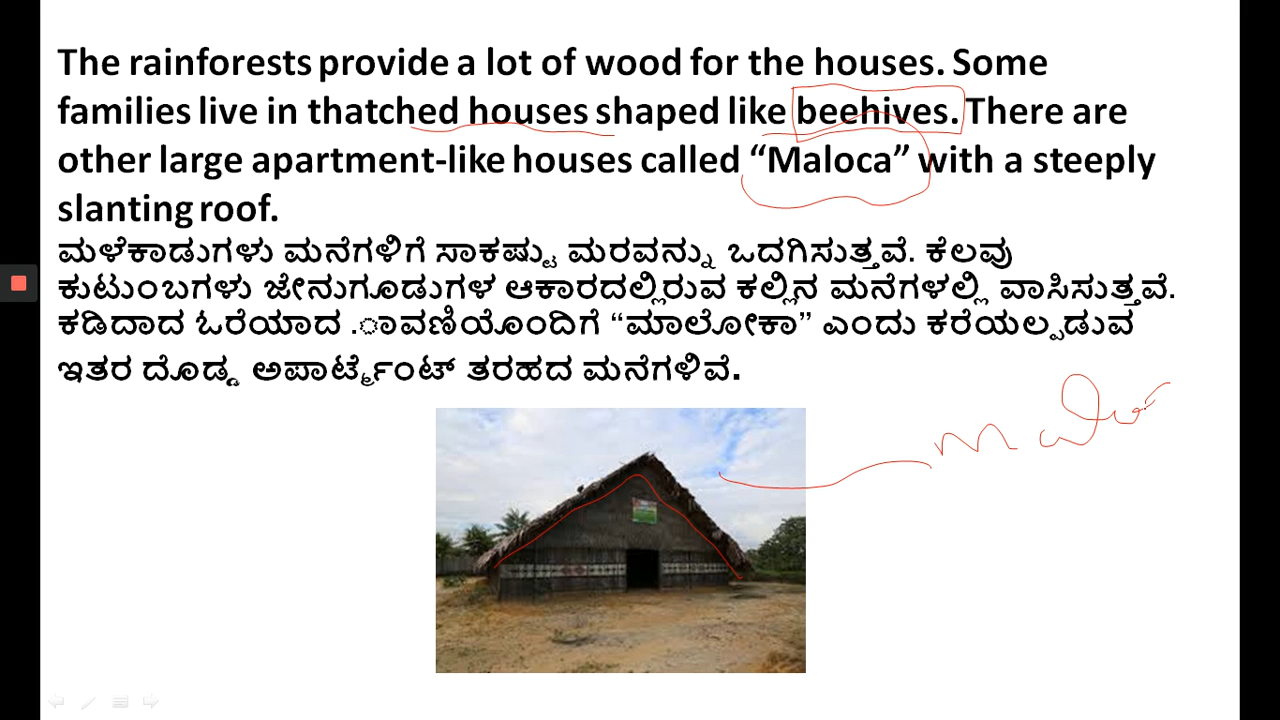 The rainforests provide a lot of wood for the houses. Some
families live in thatched houses shaped like beehives. There are
other large apartment-like houses called “Maloca” with a steeply
slanting roof.
ಮಳೆಕಾಡುಗಳು ಮನೆಗಳಿಗೆ ಸಾಕಷ್ಟು ಮರವನ್ನು ಒದಗಿಸುತ್ತವೆ. ಕೆಲವು
ಕುಟುಂಬಗಳು ಜೇನುಗೂಡುಗಳ ಆಕಾರದಲ್ಲಿರುವ ಕಲ್ಲಿನ ಮನೆಗಳಲ್ಲಿ ವಾಸಿಸುತ್ತವೆ.
ಕಡಿದಾದ ಓರೆಯಾದ .ಾವಣಿಯೊಂದಿಗೆ “ಮಾಲೋಕಾ” ಎಂದು ಕರೆಯಲ್ಪಡುವ
ಇತರ ದೊಡ್ಡ ಅಪಾರ್ಟ್ಮೆಂಟ್ ತರಹದ ಮನೆಗಳಿವೆ.